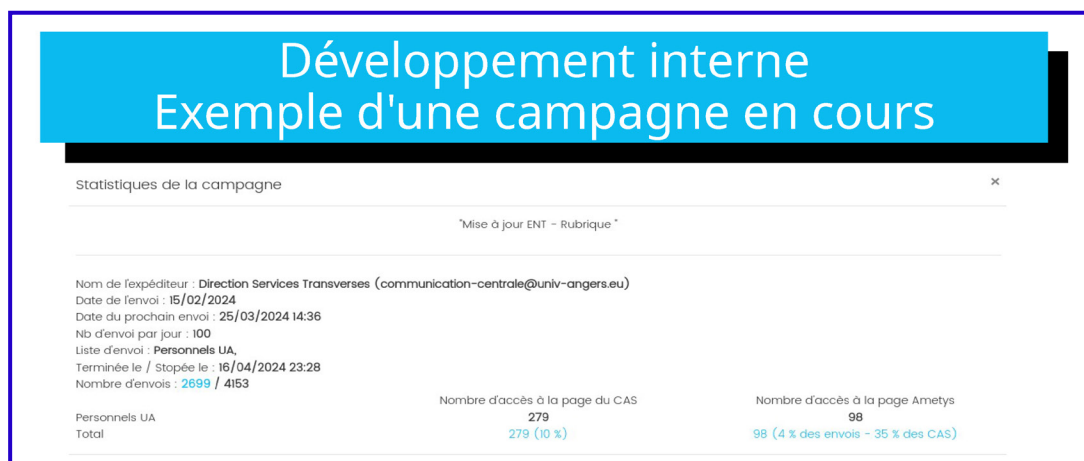 Développement interne
Exemple d'une campagne en cours
Statistiques de la campagne ×
"Mise à jour ENT - Rubrique "
Nom de l'expéditeur : Direction Services Transverses (communication-centrale@univ-angers.eu)
Date de l'envoi : 15/02/2024
Date du prochain envoi : 25/03/2024 14:36
Nb d'envoi par jour : 100
Liste d'envoi : Personnels UA,
Terminée le / Stopée le : 16/04/2024 23:28
Nombre d'envois : 2699 / 4153
Nombre d'accès à la page du CAS Nombre d'accès à la page Ametys
Personnels UA 279 98
Total 279 (10 %) 98 (4 % des envois - 35 % des CAS)